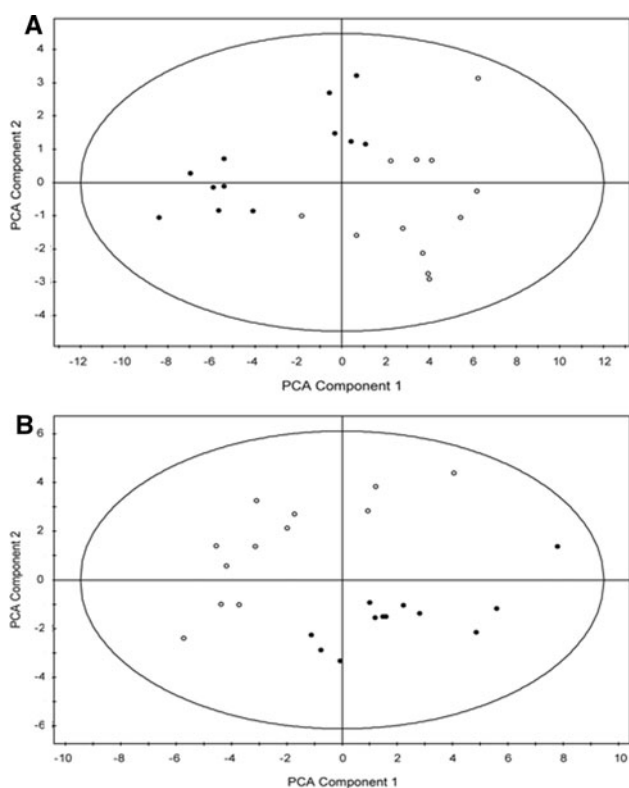 A
4
3
2
1
0
-1
-2
-3
-4
PCA Component 2
-12 -10 -8 -6 -4 -2 0 2 4 6 8 10 12
PCA Component 1
B
6
4
2
0
-2
-4
-6
PCA Component 2
-10 -8 -6 -4 -2 0 2 4 6 8 10
PCA Component 1